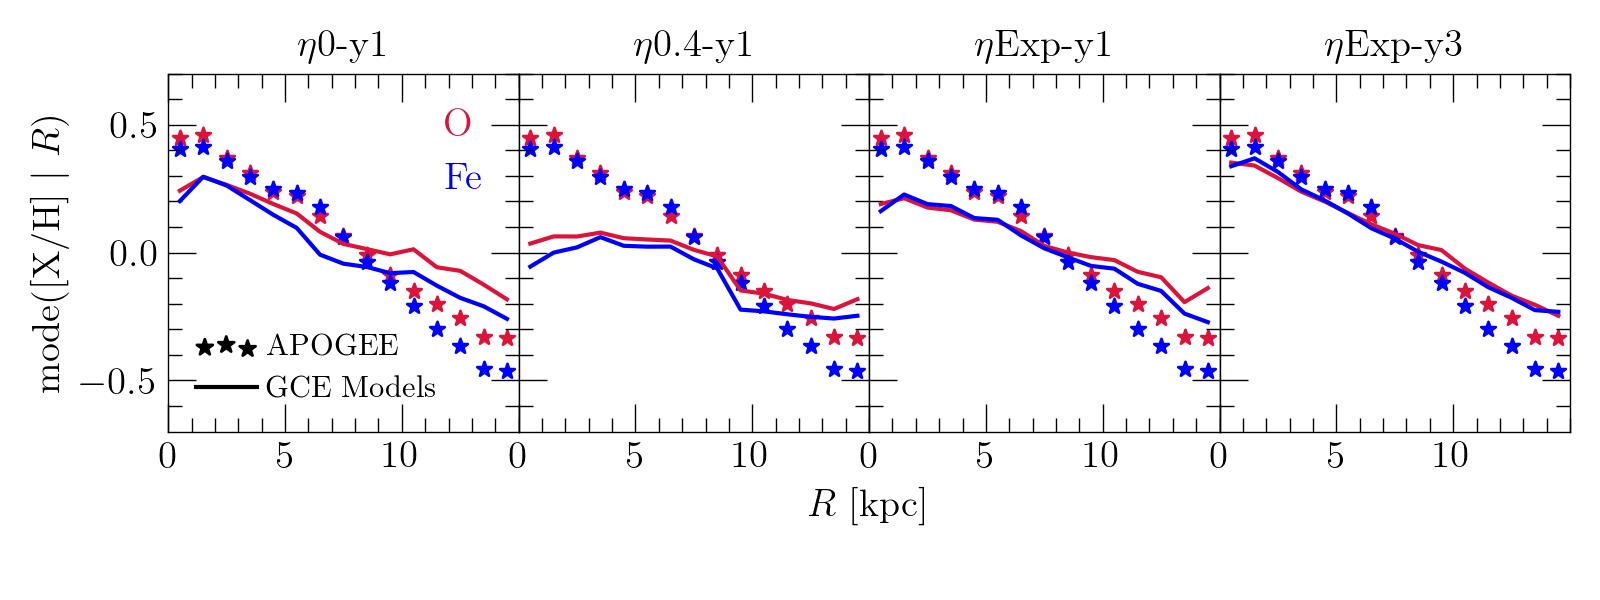 η0-y1 η0.4-y1 ηExp-y1 ηExp-y3
mode([X/H] | R)
0.5
0.0
−0.5
O
Fe
APOGEE
GCE Models
0 5 10 0 5 10 0 5 10 0 5 10
R [kpc]